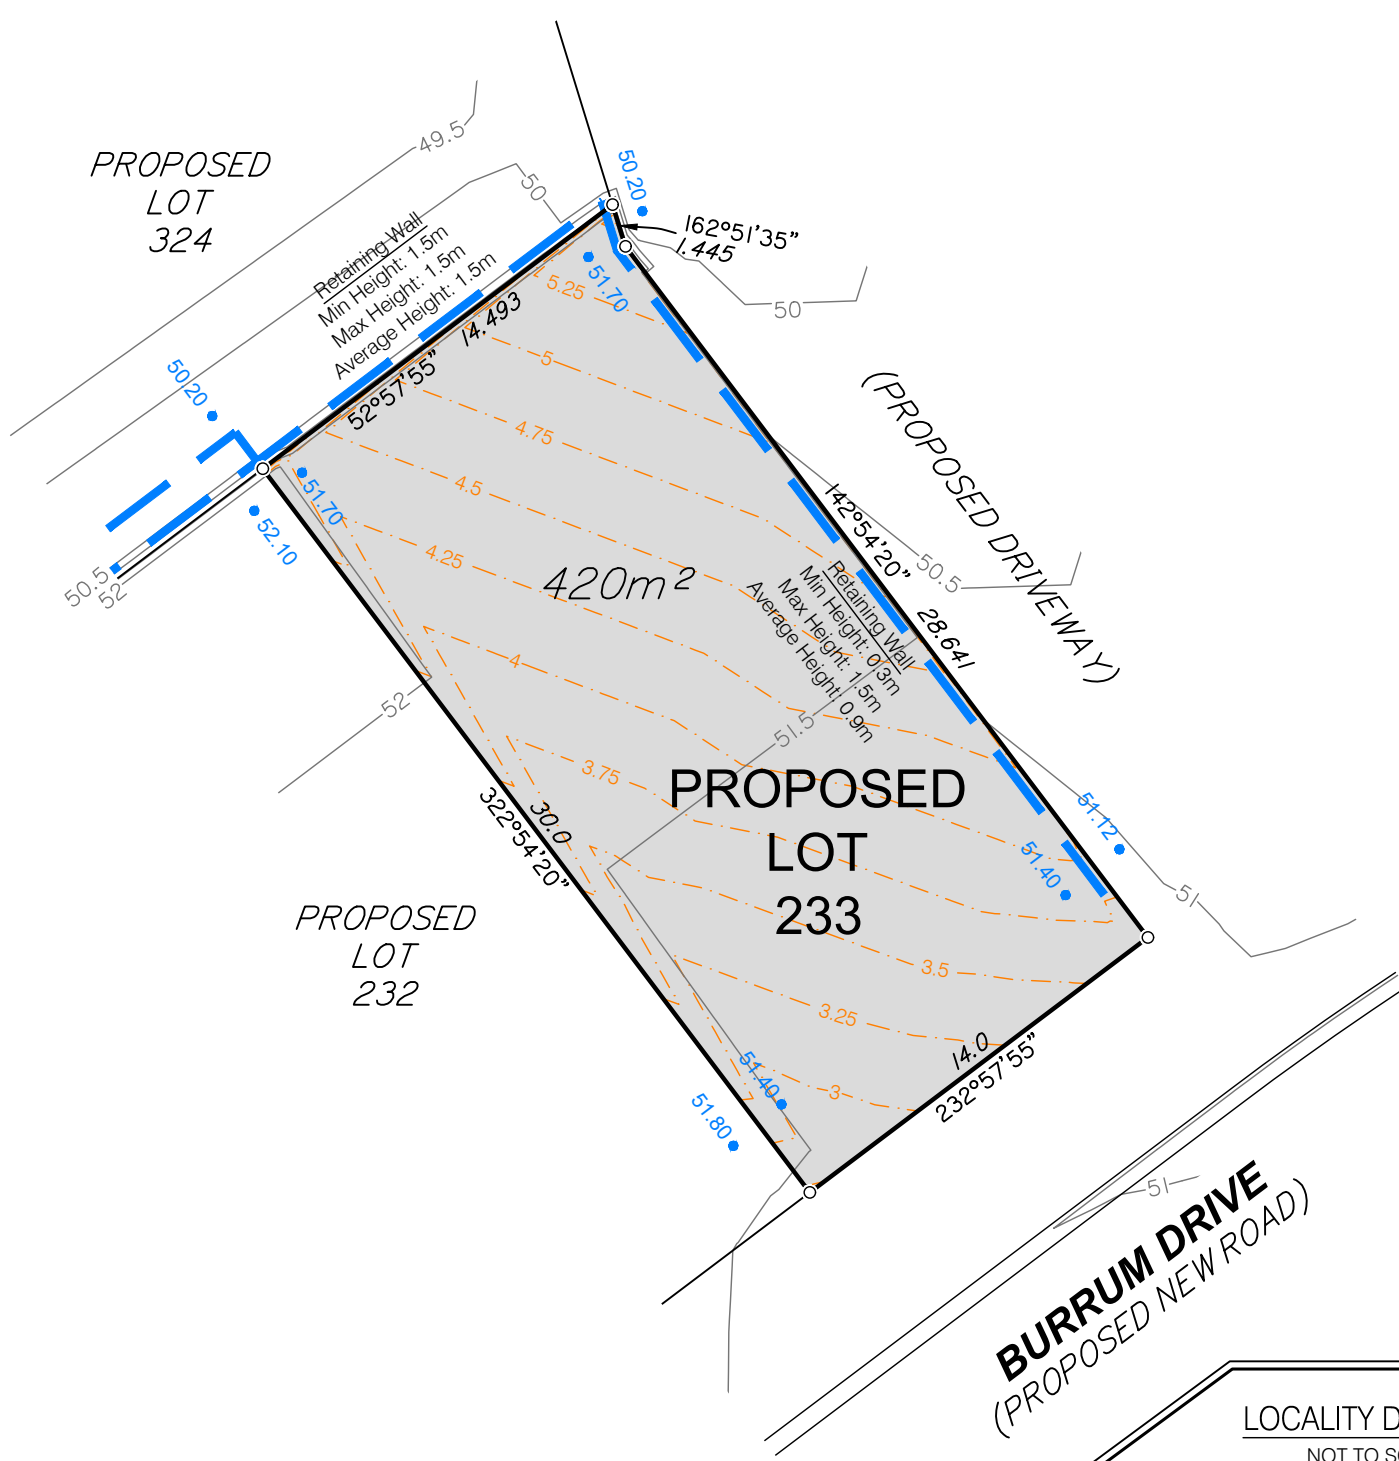 PROPOSED
LOT
324
49.5
50
50.20
162°51'35"
1.445
Retaining Wall
Min Height: 1.5m
Max Height: 1.5m
Average Height: 1.5m
14.493
52°57'55"
50.20
51.70
5.25
50
5
4.75
4.5
4.25
51.70
52.10
50.5
52
420m²
(PROPOSED DRIVEWAY)
142°54'20"
28.641
50.5
Retaining Wall
Min Height: 0.3m
Max Height: 1.5m
Average Height: 0.9m
4
52
51.5
3.75
PROPOSED
LOT
233
30.0
322°54'20"
51.12
51.40
51
PROPOSED
LOT
232
3.5
3.25
3
14.0
232°57'55"
51.40
51.80
51
BURRUM DRIVE
(PROPOSED NEW ROAD)
LOCALITY D
NOT TO S